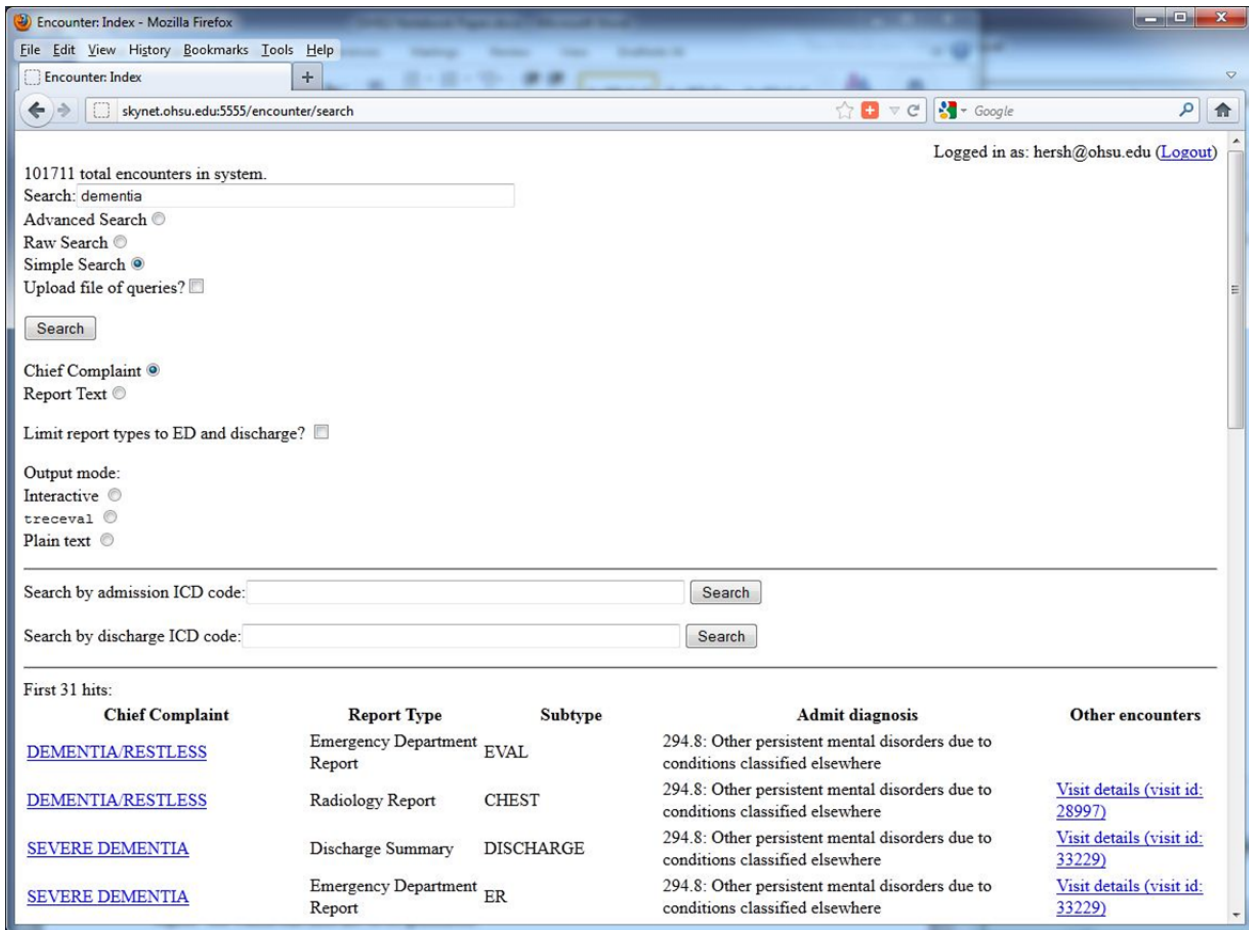 Encounter: Index - Mozilla Firefox
File Edit View History Bookmarks Tools Help
Encounter: Index +
skynet.ohsu.edu:5555/encounter/search Google
Logged in as: hersh@ohsu.edu (Logout)
101711 total encounters in system.
Search: dementia
Advanced Search
Raw Search
Simple Search
Upload file of queries?
Search
Chief Complaint
Report Text
Limit report types to ED and discharge?
Output mode:
Interactive
treceval
Plain text
Search by admission ICD code: Search
Search by discharge ICD code: Search
First 31 hits:
Chief Complaint Report Type Subtype Admit diagnosis Other encounters
DEMENTIA/RESTLESS Emergency Department Report EVAL 294.8: Other persistent mental disorders due to conditions classified elsewhere
DEMENTIA/RESTLESS Radiology Report CHEST 294.8: Other persistent mental disorders due to conditions classified elsewhere Visit details (visit id: 28997)
SEVERE DEMENTIA Discharge Summary DISCHARGE 294.8: Other persistent mental disorders due to conditions classified elsewhere Visit details (visit id: 33229)
SEVERE DEMENTIA Emergency Department Report ER 294.8: Other persistent mental disorders due to conditions classified elsewhere Visit details (visit id: 33229)